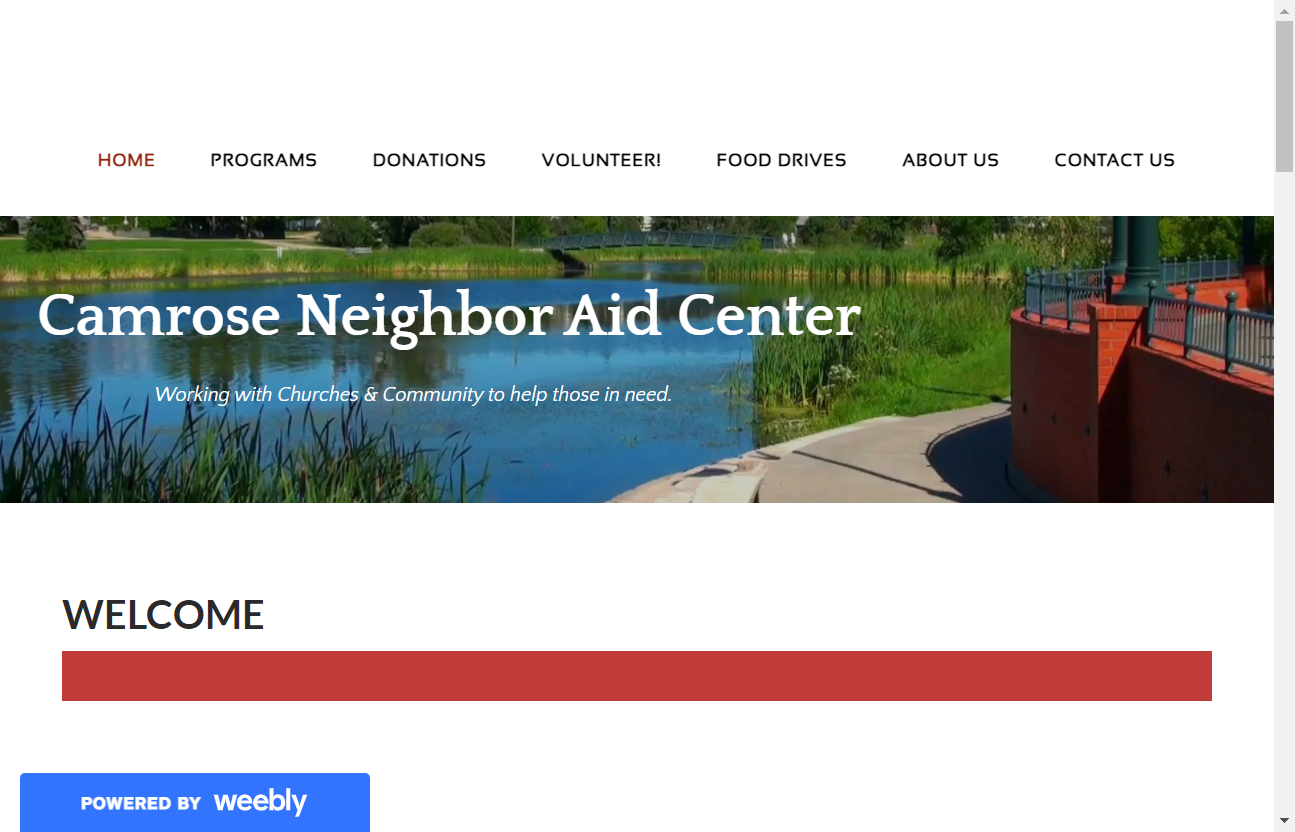 HOME PROGRAMS DONATIONS VOLUNTEER! FOOD DRIVES ABOUT US CONTACT US
Camrose Neighbor Aid Center
Working with Churches & Community to help those in need.
WELCOME
POWERED BY weebly